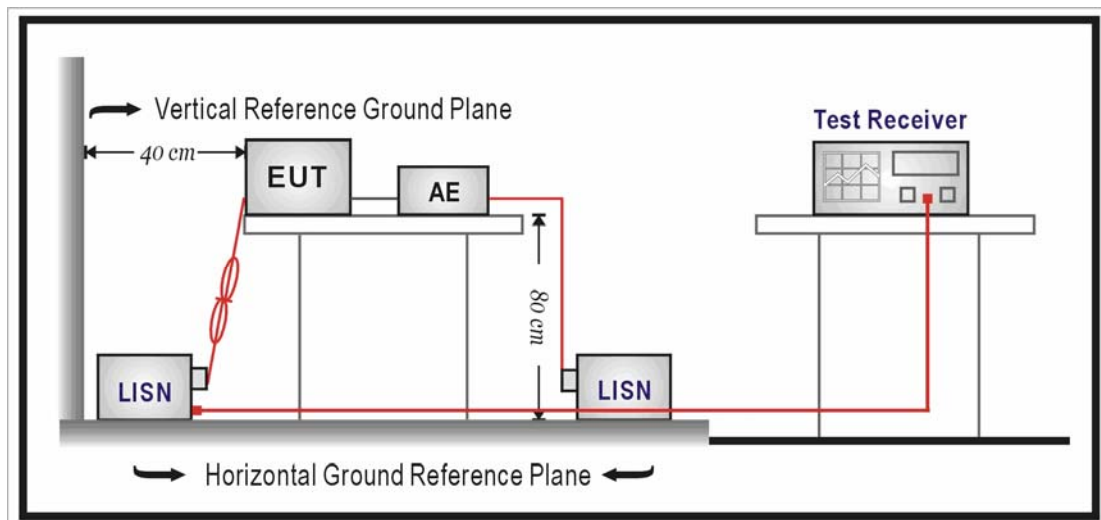 Vertical Reference Ground Plane
Test Receiver
40 cm
EUT
AE
80 cm
LISN
LISN
Horizontal Ground Reference Plane